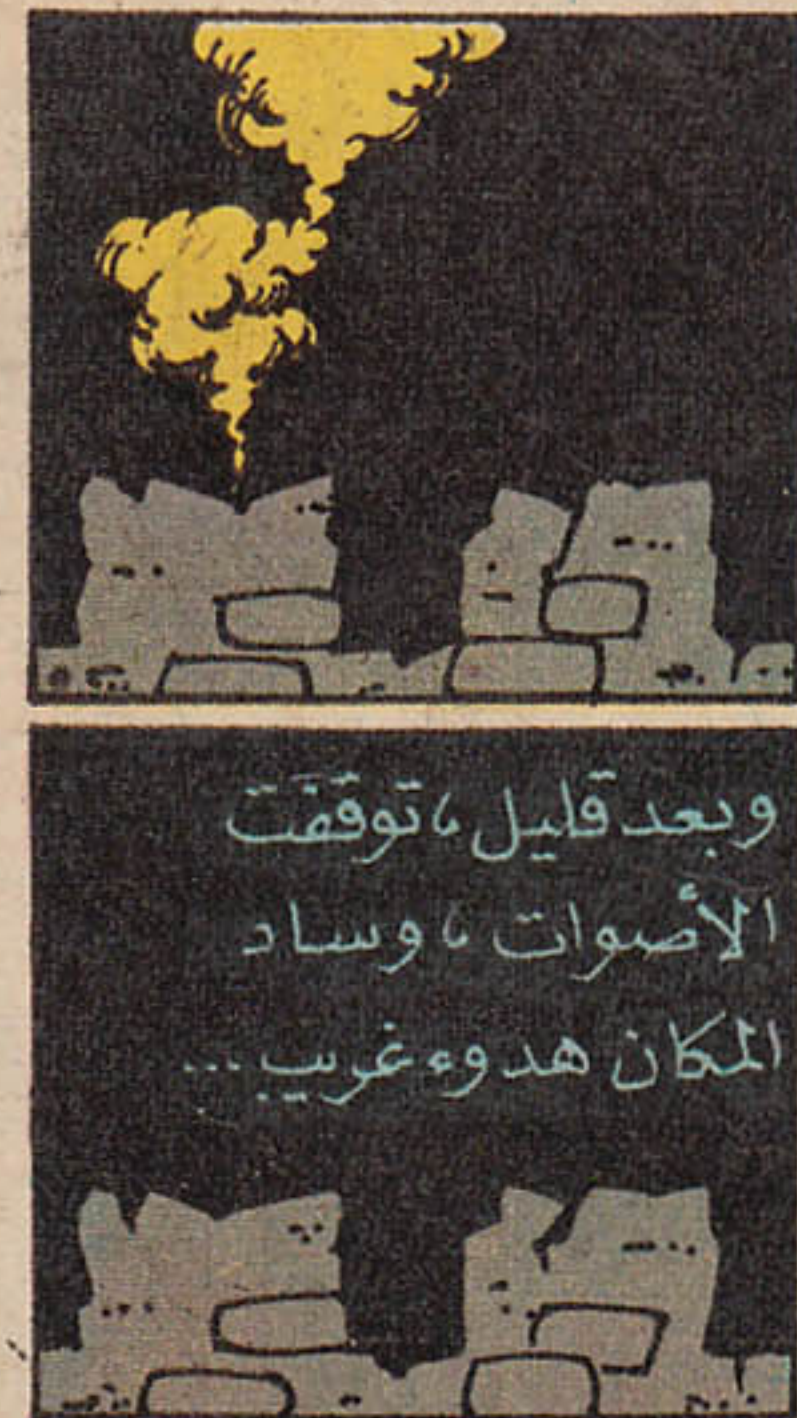 وبعد قليل، توقفت
الأصوات، وساد
المكان هدوء غريب...